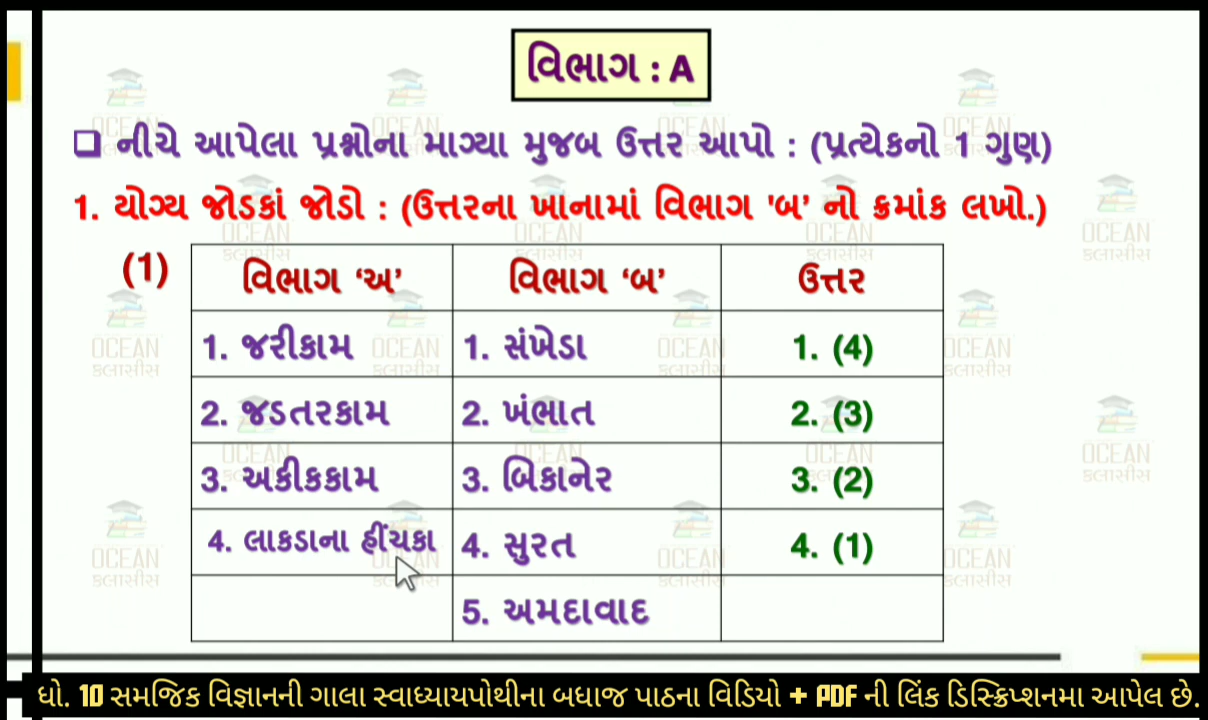 વિભાગ : A
❑ નીચે આપેલા પ્રશ્નોના માગ્યા મુજબ ઉત્તર આપો : (પ્રત્યેકનો 1 ગુણ)
1. યોગ્ય જોડકાં જોડો : (ઉત્તરના ખાનામાં વિભાગ 'બ' નો ક્રમાંક લખો.)
(1) વિભાગ ‘અ’ વિભાગ ‘બ’ ઉત્તર
1. જરીકામ 1. સંખેડા 1. (4)
2. જડતરકામ 2. ખંભાત 2. (3)
3. અકીકકામ 3. બિકાનેર 3. (2)
4. લાકડાના હીંચકા 4. સુરત 4. (1)
5. અમદાવાદ
ધો. 10 સમજિક વિજ્ઞાનની ગાલા સ્વાધ્યાયપોથીના બધાજ પાઠના વિડિયો + PDF ની લિંક ડિસ્ક્રિપ્શનમા આપેલ છે.
OCEAN
કલાસીસ